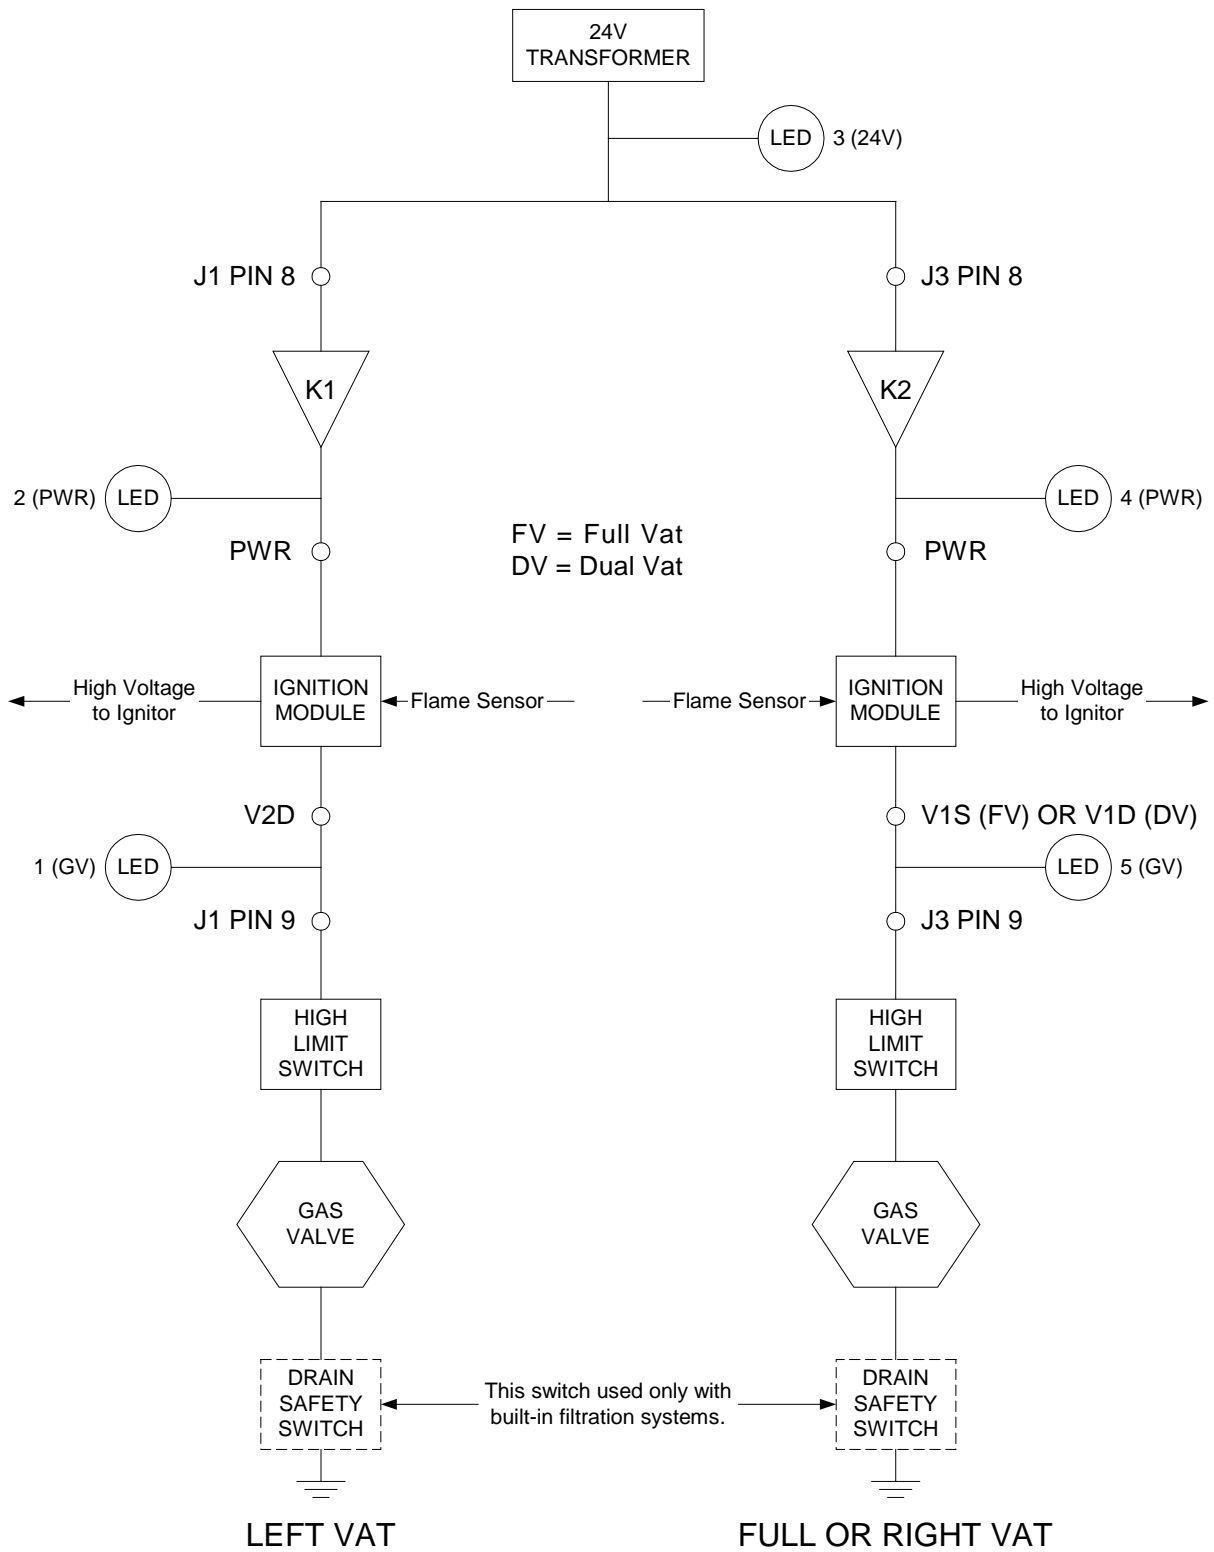 24V
TRANSFORMER
LED 3 (24V)
J1 PIN 8
J3 PIN 8
K1
K2
2 (PWR) LED
LED 4 (PWR)
PWR
FV = Full Vat
DV = Dual Vat
PWR
High Voltage
to Ignitor
IGNITION
MODULE
Flame Sensor
Flame Sensor
IGNITION
MODULE
High Voltage
to Ignitor
V2D
V1S (FV) OR V1D (DV)
1 (GV) LED
LED 5 (GV)
J1 PIN 9
J3 PIN 9
HIGH
LIMIT
SWITCH
HIGH
LIMIT
SWITCH
GAS
VALVE
GAS
VALVE
DRAIN
SAFETY
SWITCH
This switch used only with
built-in filtration systems.
DRAIN
SAFETY
SWITCH
LEFT VAT
FULL OR RIGHT VAT